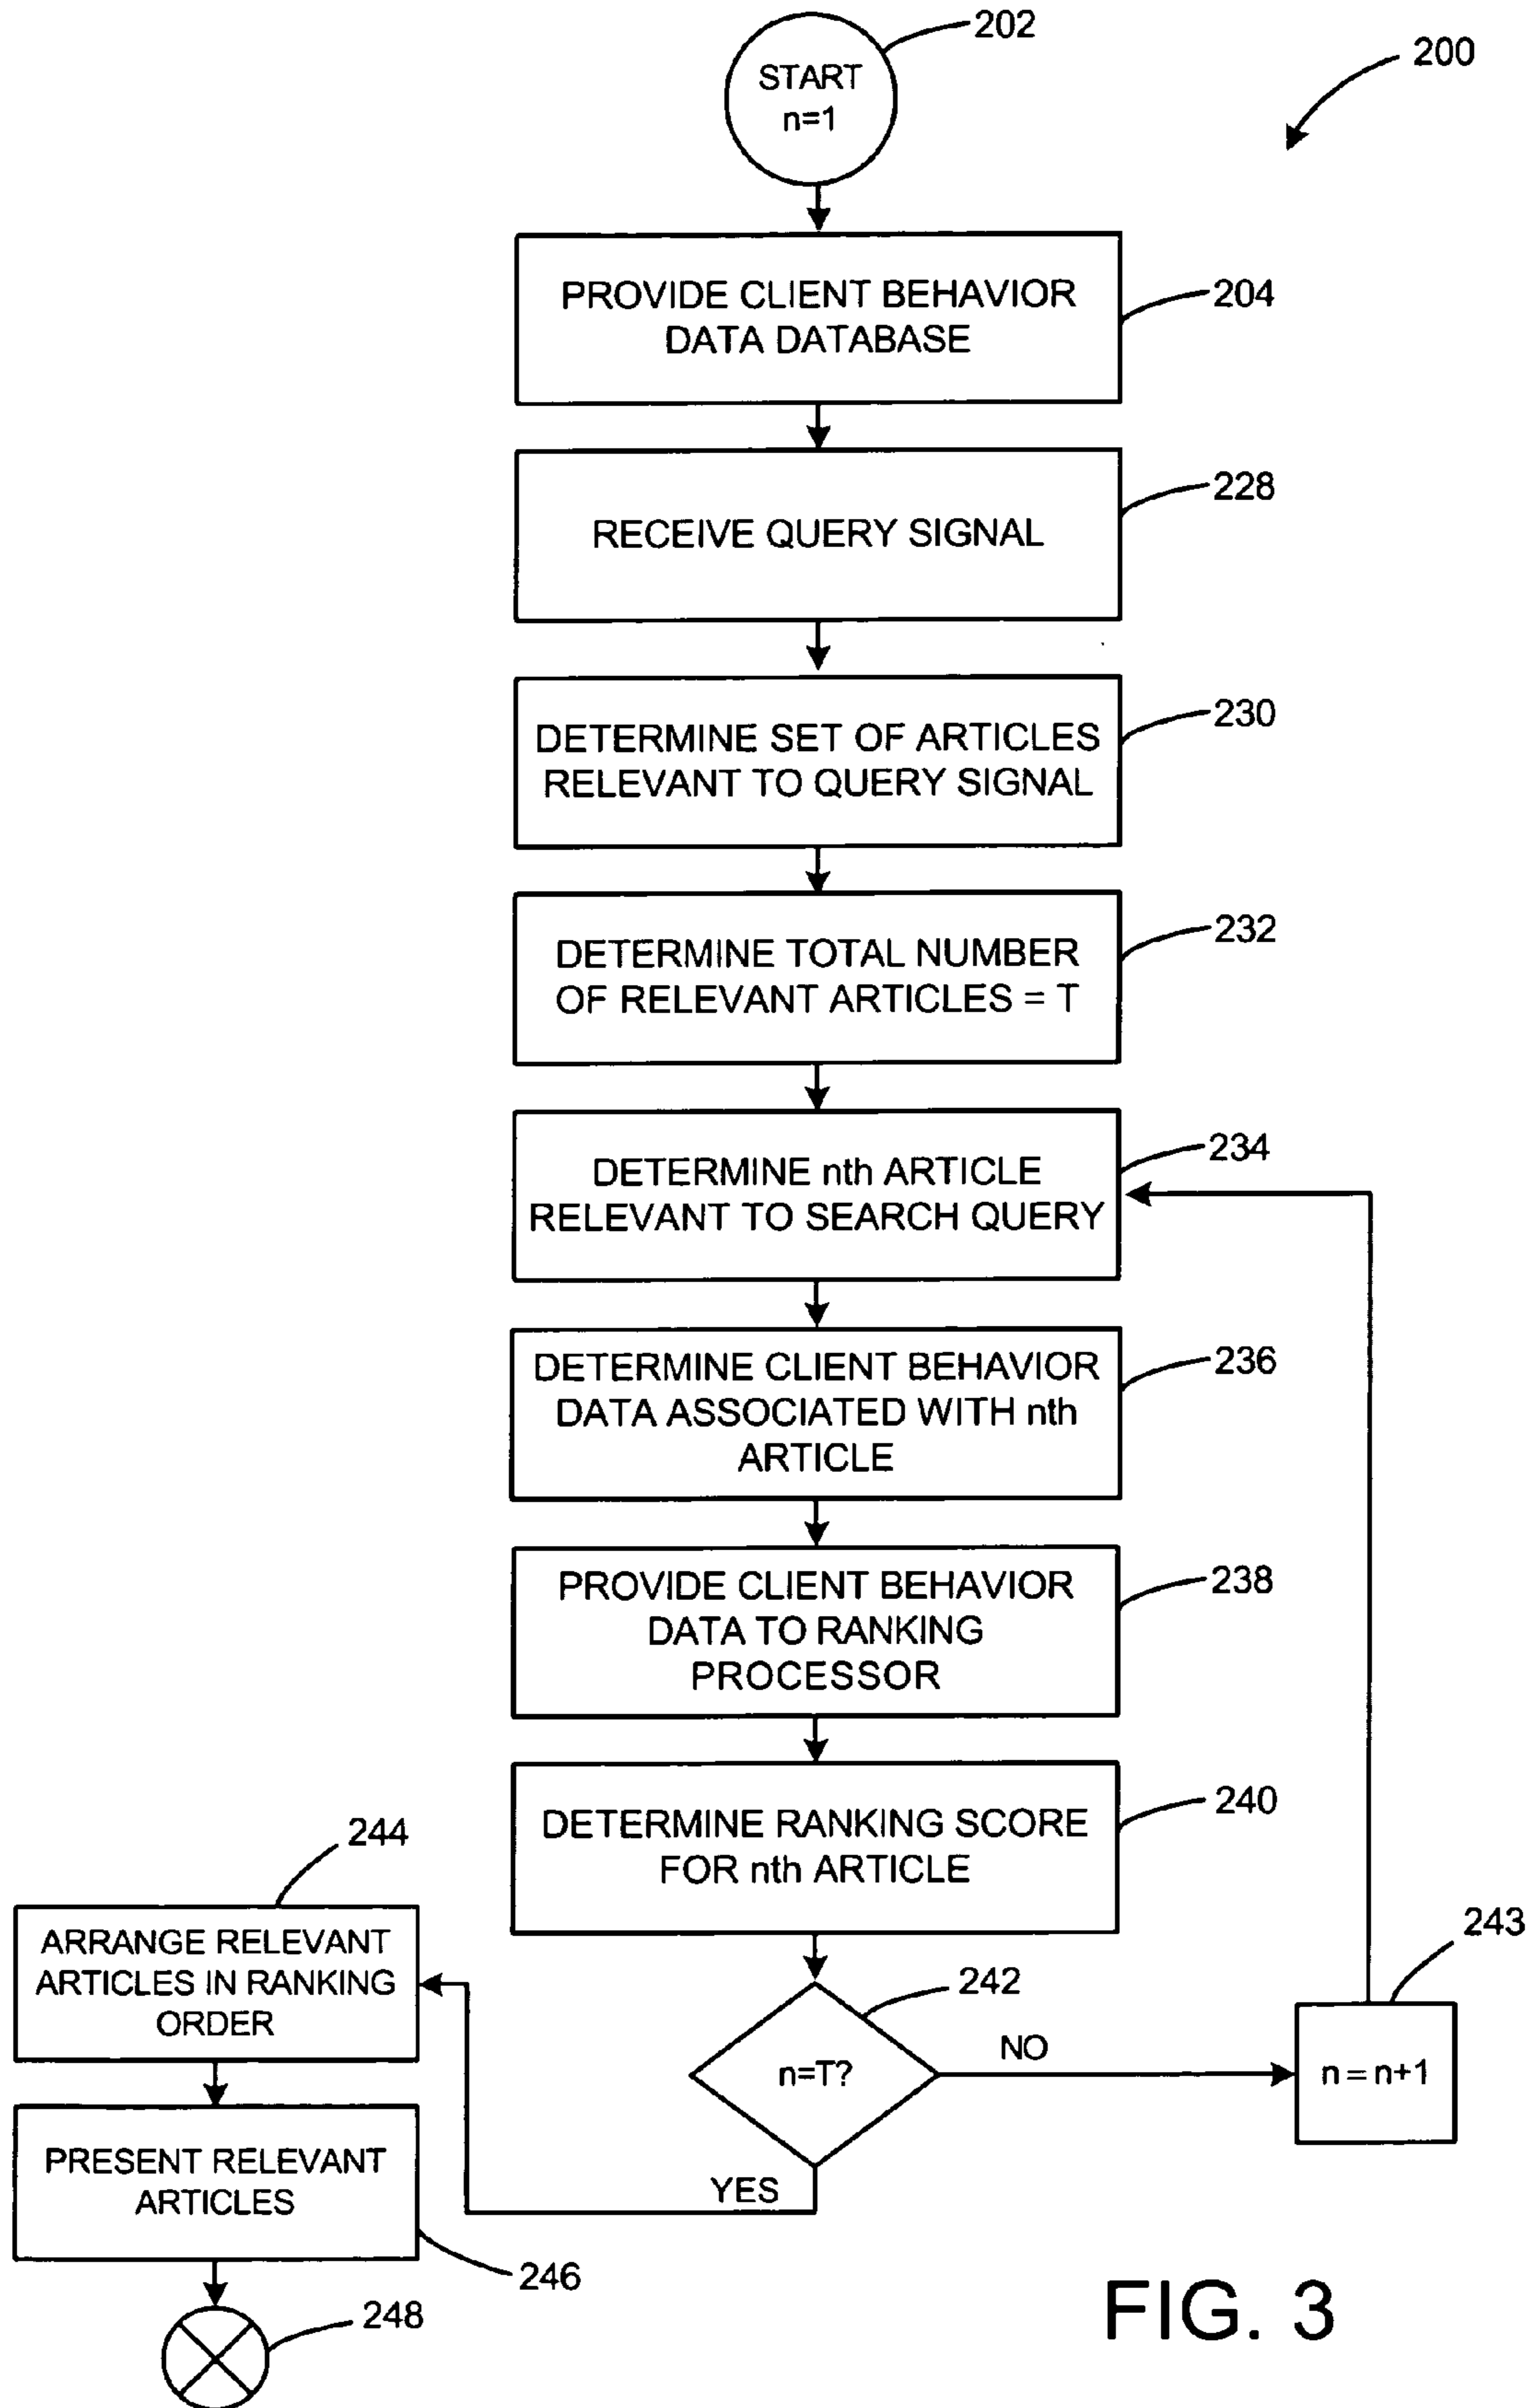 202
200
START
n=1
PROVIDE CLIENT BEHAVIOR
DATA DATABASE
204
RECEIVE QUERY SIGNAL
228
DETERMINE SET OF ARTICLES
RELEVANT TO QUERY SIGNAL
230
DETERMINE TOTAL NUMBER
OF RELEVANT ARTICLES = T
232
DETERMINE nth ARTICLE
RELEVANT TO SEARCH QUERY
234
DETERMINE CLIENT BEHAVIOR
DATA ASSOCIATED WITH nth
ARTICLE
236
PROVIDE CLIENT BEHAVIOR
DATA TO RANKING
PROCESSOR
238
DETERMINE RANKING SCORE
FOR nth ARTICLE
240
242
n=T?
NO
243
n = n+1
YES
244
ARRANGE RELEVANT
ARTICLES IN RANKING
ORDER
PRESENT RELEVANT
ARTICLES
246
248
FIG. 3